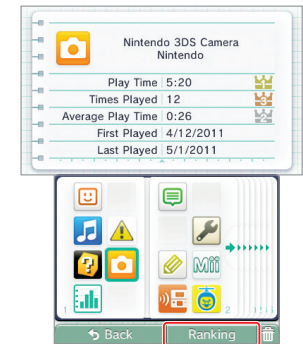 Nintendo 3DS Camera
Nintendo
Play Time 5:20
Times Played 12
Average Play Time 0:26
First Played 4/12/2011
Last Played 5/1/2011
Mii
1 2
Back Ranking